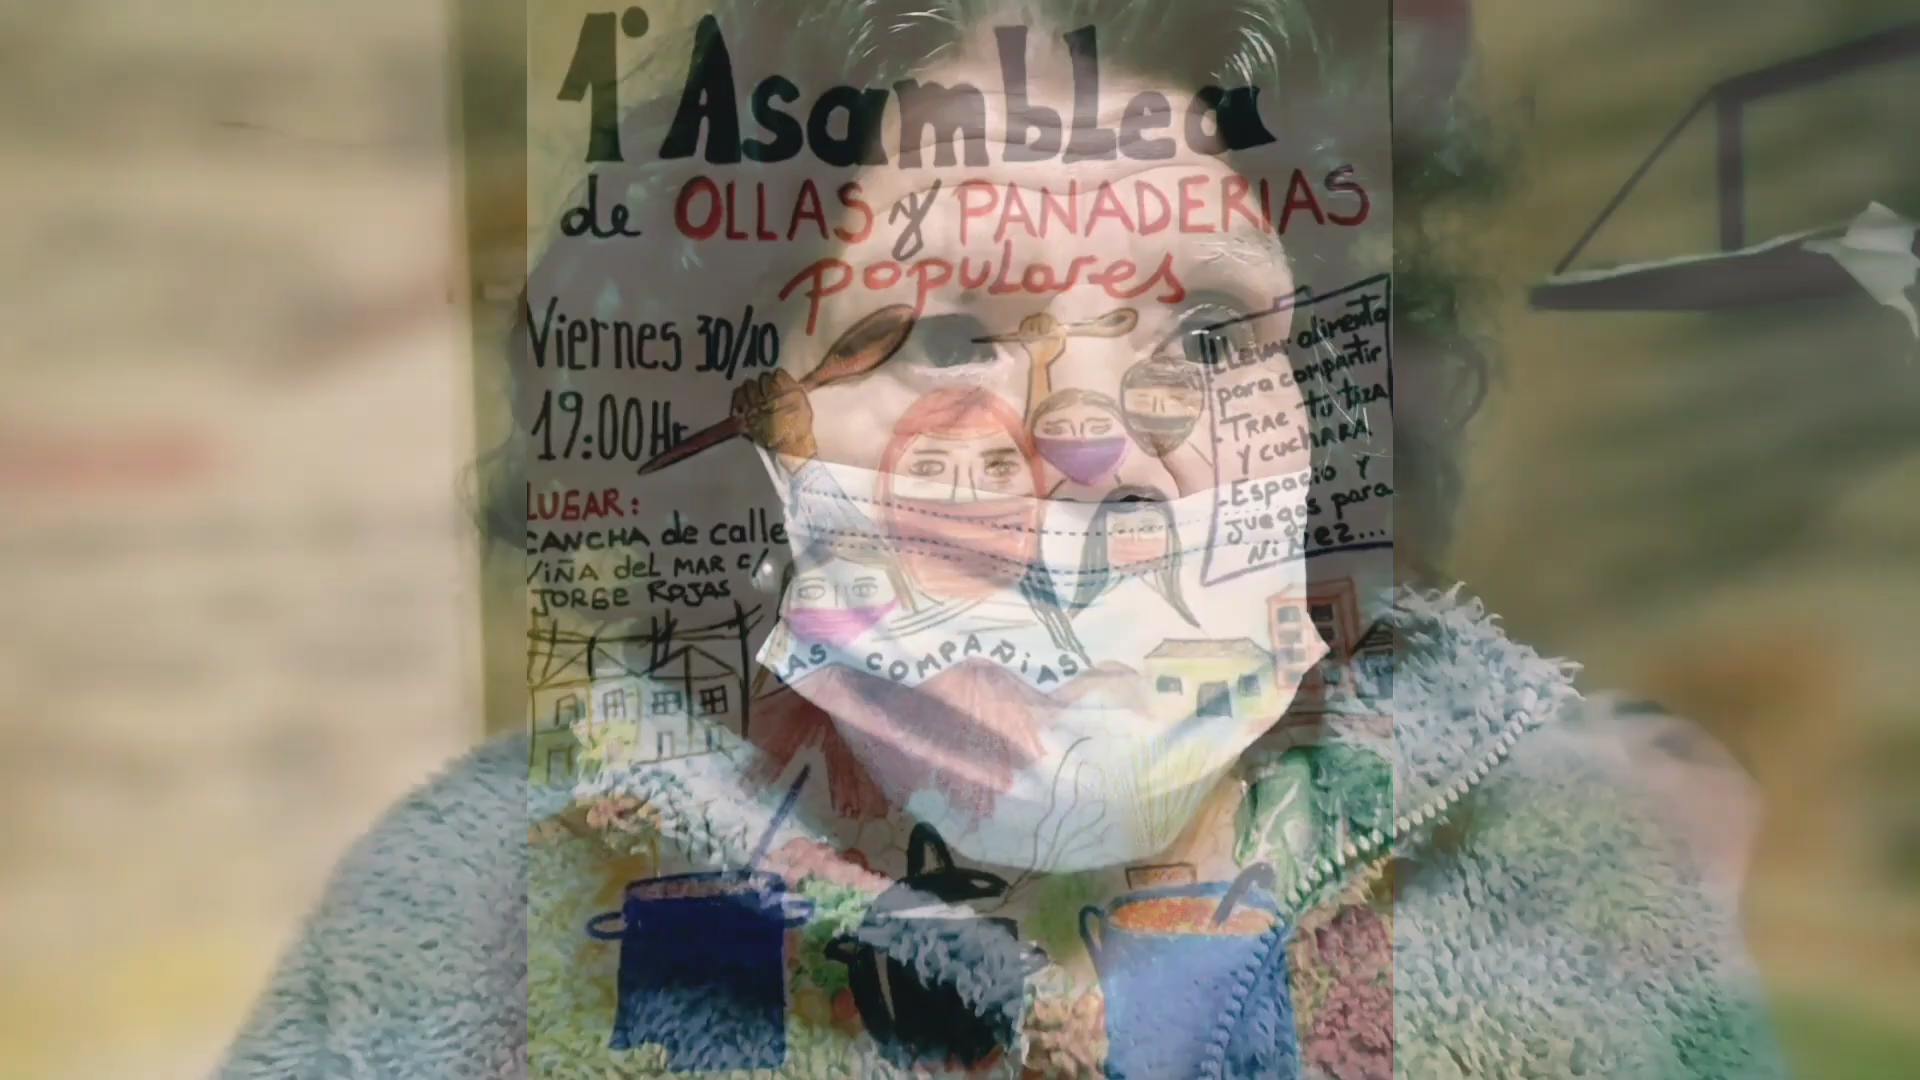 1° Asamblea
de OLLAS y PANADERIAS
populares
Viernes 30/10
19:00 Hr
LUGAR:
CANCHA de calle
VIÑA del MAR c/
JORGE ROJAS
Llevar alimento
para compartir
-TRAE tu TIZA
y cuchARA.
-Espacio y
juegos para
NiÑez...
LAS COMPAÑiAS